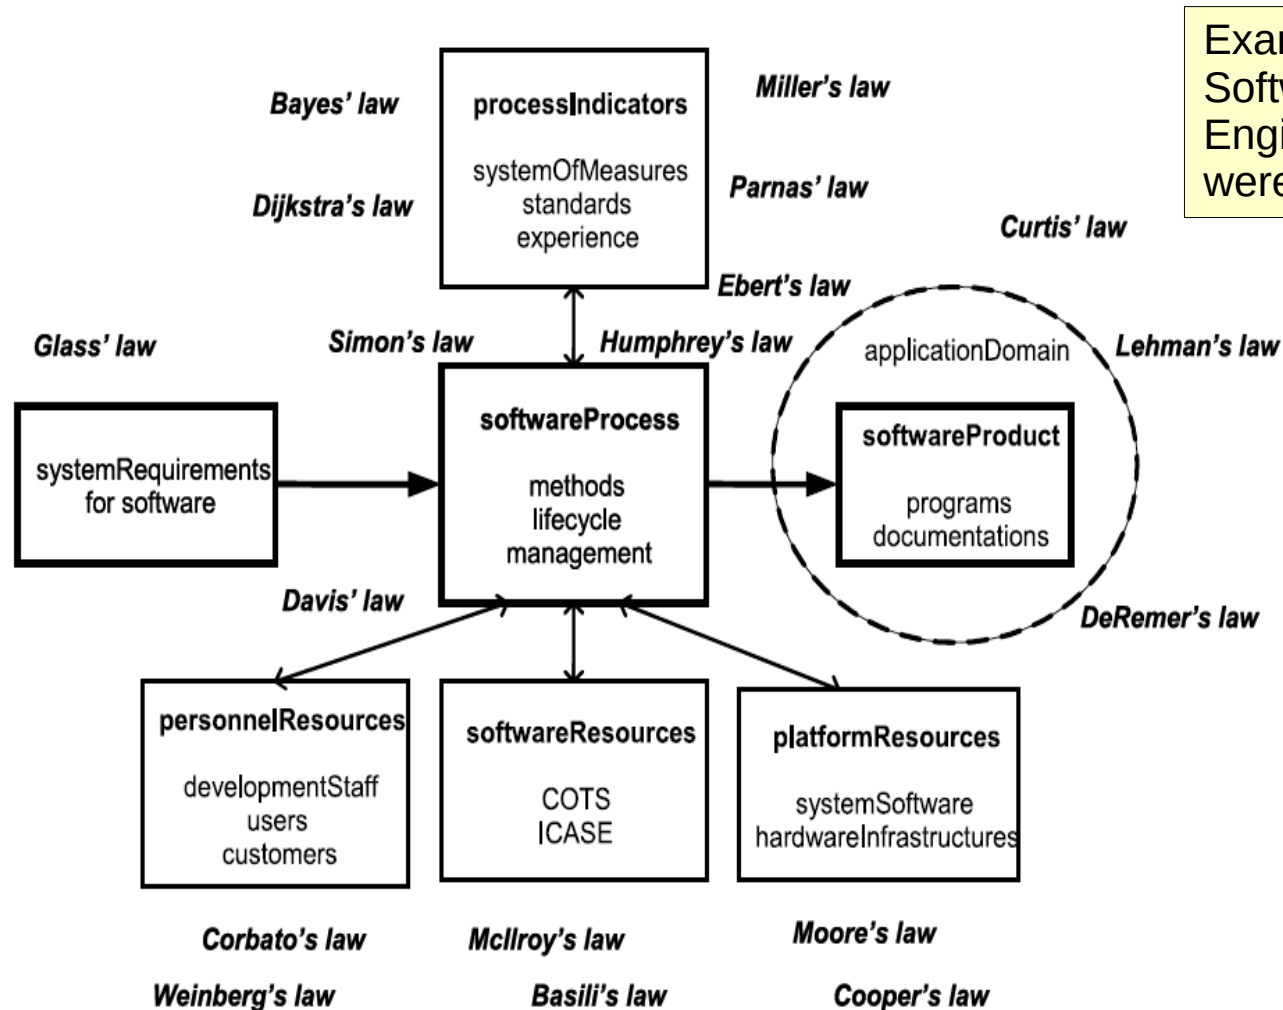 Bayes' law
processIndicators
Miller's law
systemOfMeasures
standards
experience
Dijkstra's law
Parnas' law
Curtis' law
Ebert's law
Glass' law
Simon's law
Humphrey's law
applicationDomain
Lehman's law
systemRequirements
for software
softwareProcess
methods
lifecycle
management
softwareProduct
programs
documentations
Davis' law
DeRemer's law
personnelResources
developmentStaff
users
customers
softwareResources
COTS
ICASE
platformResources
systemSoftware
hardwareInfrastructures
Corbato's law
McIlroy's law
Moore's law
Weinberg's law
Basili's law
Cooper's law
were